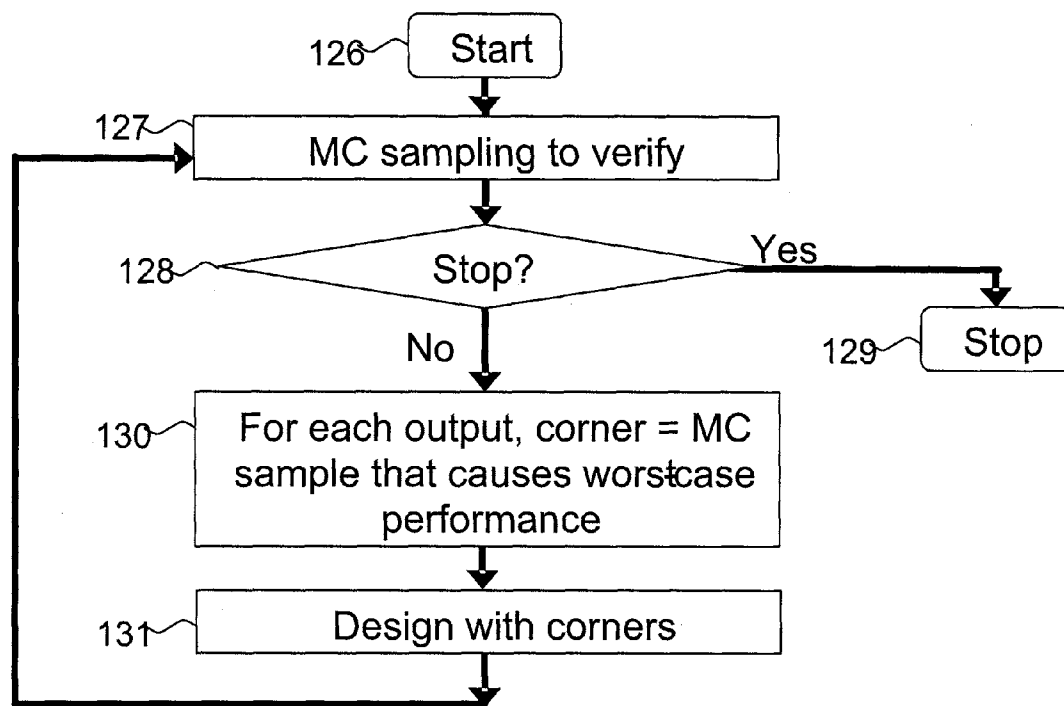 126
Start
127
MC sampling to verify
128
Stop?
Yes
No
129
Stop
130
For each output, corner = MC
sample that causes worst-case
performance
131
Design with corners